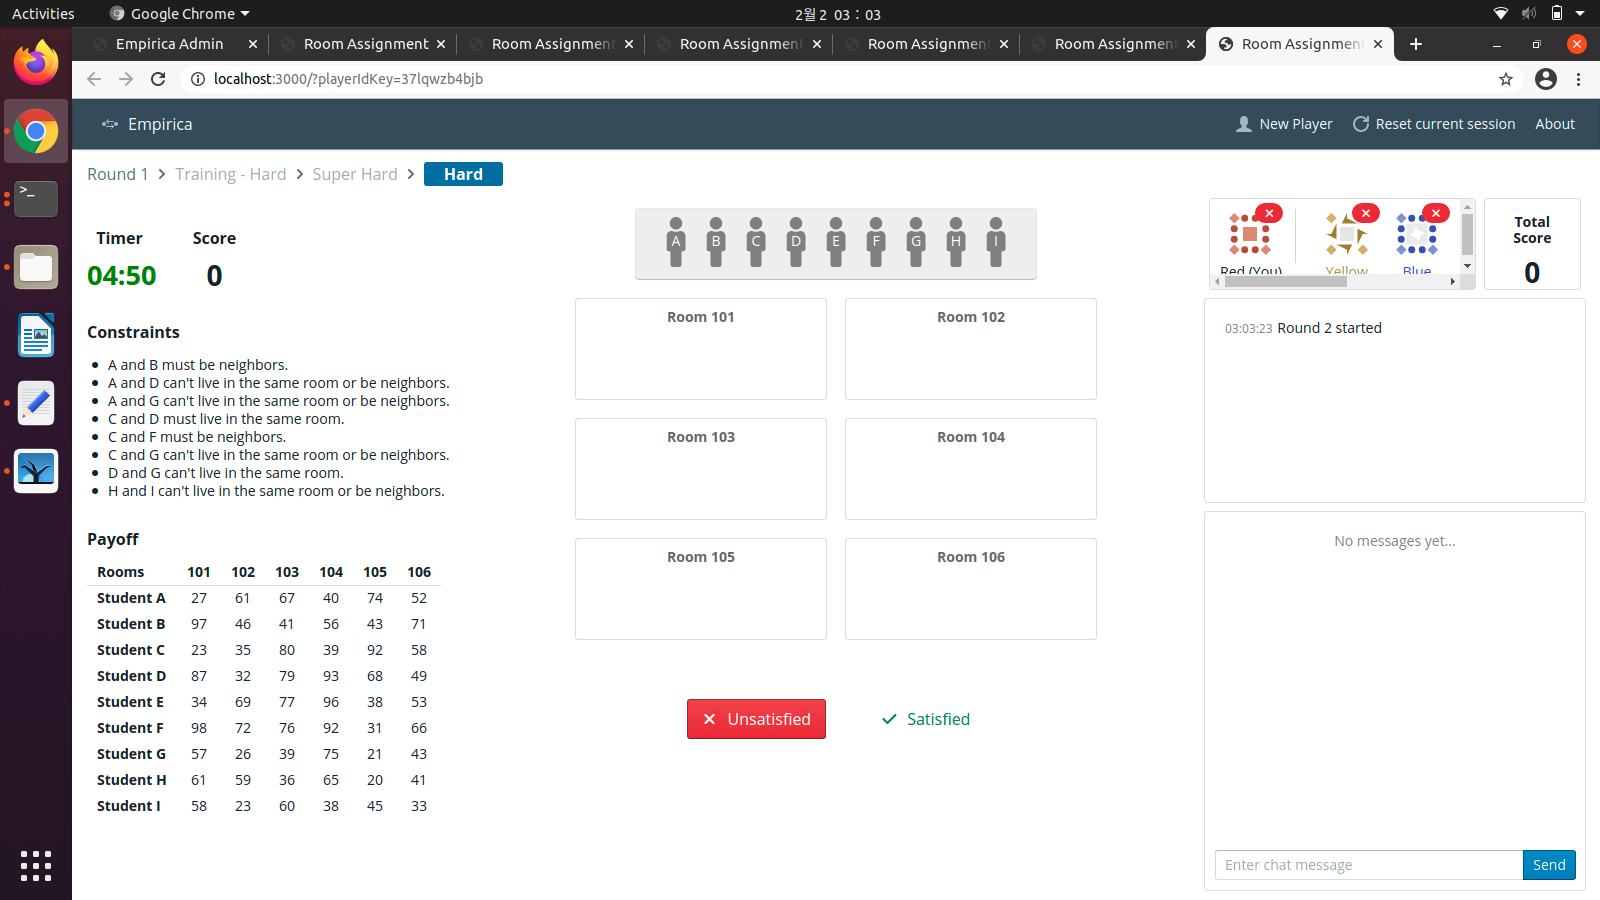 Activities
Google Chrome
2월 2 03 : 03
Empirica Admin
Room Assignment
Room Assignment
Room Assignment
Room Assignment
Room Assignment
Room Assignment
localhost:3000/?playerIdKey=37lqwzb4bjb
Empirica
New Player
Reset current session
About
Round 1
Training - Hard
Super Hard
Hard
Timer
Score
04:50
0
Constraints
A and B must be neighbors.
A and D can't live in the same room or be neighbors.
A and G can't live in the same room or be neighbors.
C and D must live in the same room.
C and F must be neighbors.
C and G can't live in the same room or be neighbors.
D and G can't live in the same room.
H and I can't live in the same room or be neighbors.
Payoff
Rooms 101 102 103 104 105 106
Student A 27 61 67 40 74 52
Student B 97 46 41 56 43 71
Student C 23 35 80 39 92 58
Student D 87 32 79 93 68 49
Student E 34 69 77 96 38 53
Student F 98 72 76 92 31 66
Student G 57 26 39 75 21 43
Student H 61 59 36 65 20 41
Student I 58 23 60 38 45 33
A B C D E F G H I
Room 101
Room 102
Room 103
Room 104
Room 105
Room 106
Unsatisfied
Satisfied
Red (You)
Yellow
Blue
Total
Score
0
03:03:23 Round 2 started
No messages yet...
Enter chat message
Send